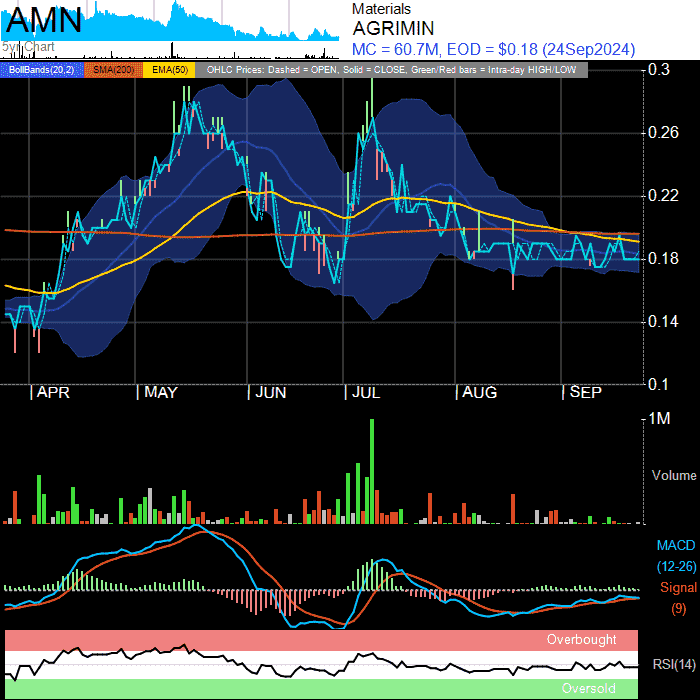 AMN
5yr Chart
Materials
AGRIMIN
MC = 60.7M, EOD = $0.18 (24Sep2024)
BollBands(20,2) SMA(200) EMA(50) OHLC Prices: Dashed = OPEN, Solid = CLOSE, Green/Red bars = Intra-day HIGH/LOW
0.3
0.26
0.22
0.18
0.14
0.1
APR MAY JUN JUL AUG SEP
1M
Volume
MACD
(12-26)
Signal
(9)
Overbought
RSI(14)
Oversold